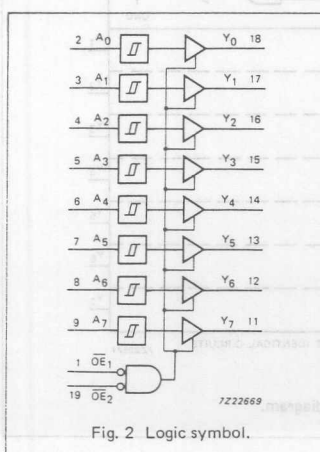 2 A0 Y0 18
3 A1 Y1 17
4 A2 Y2 16
5 A3 Y3 15
6 A4 Y4 14
7 A5 Y5 13
8 A6 Y6 12
9 A7 Y7 11
1 O̅E̅1
19 O̅E̅2
7Z22669
Fig. 2 Logic symbol.